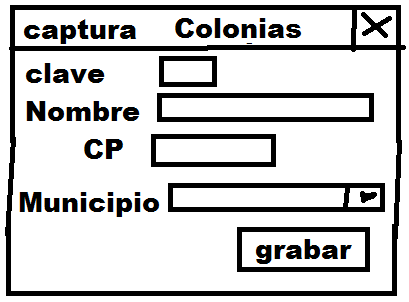 captura Colonias
clave
Nombre
CP
Municipio
grabar